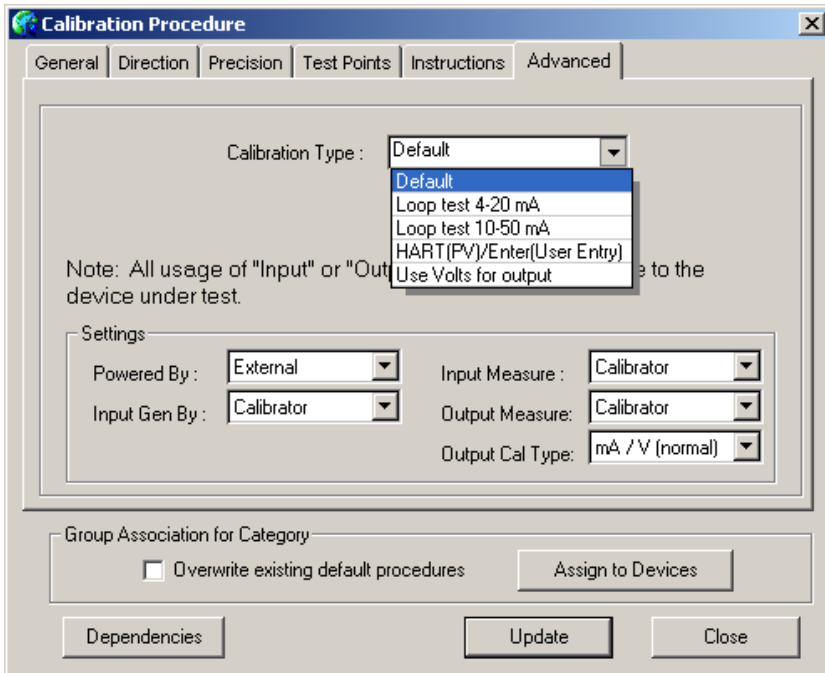 Calibration Procedure
General Direction Precision Test Points Instructions Advanced
Calibration Type : Default
Default
Loop test 4-20 mA
Loop test 10-50 mA
HART(PV)/Enter(User Entry)
Use Volts for output
Note: All usage of "Input" or "Outp e to the
device under test.
Settings
Powered By : External
Input Measure : Calibrator
Input Gen By : Calibrator
Output Measure: Calibrator
Output Cal Type: mA / V (normal)
Group Association for Category
Overwrite existing default procedures
Assign to Devices
Dependencies
Update
Close